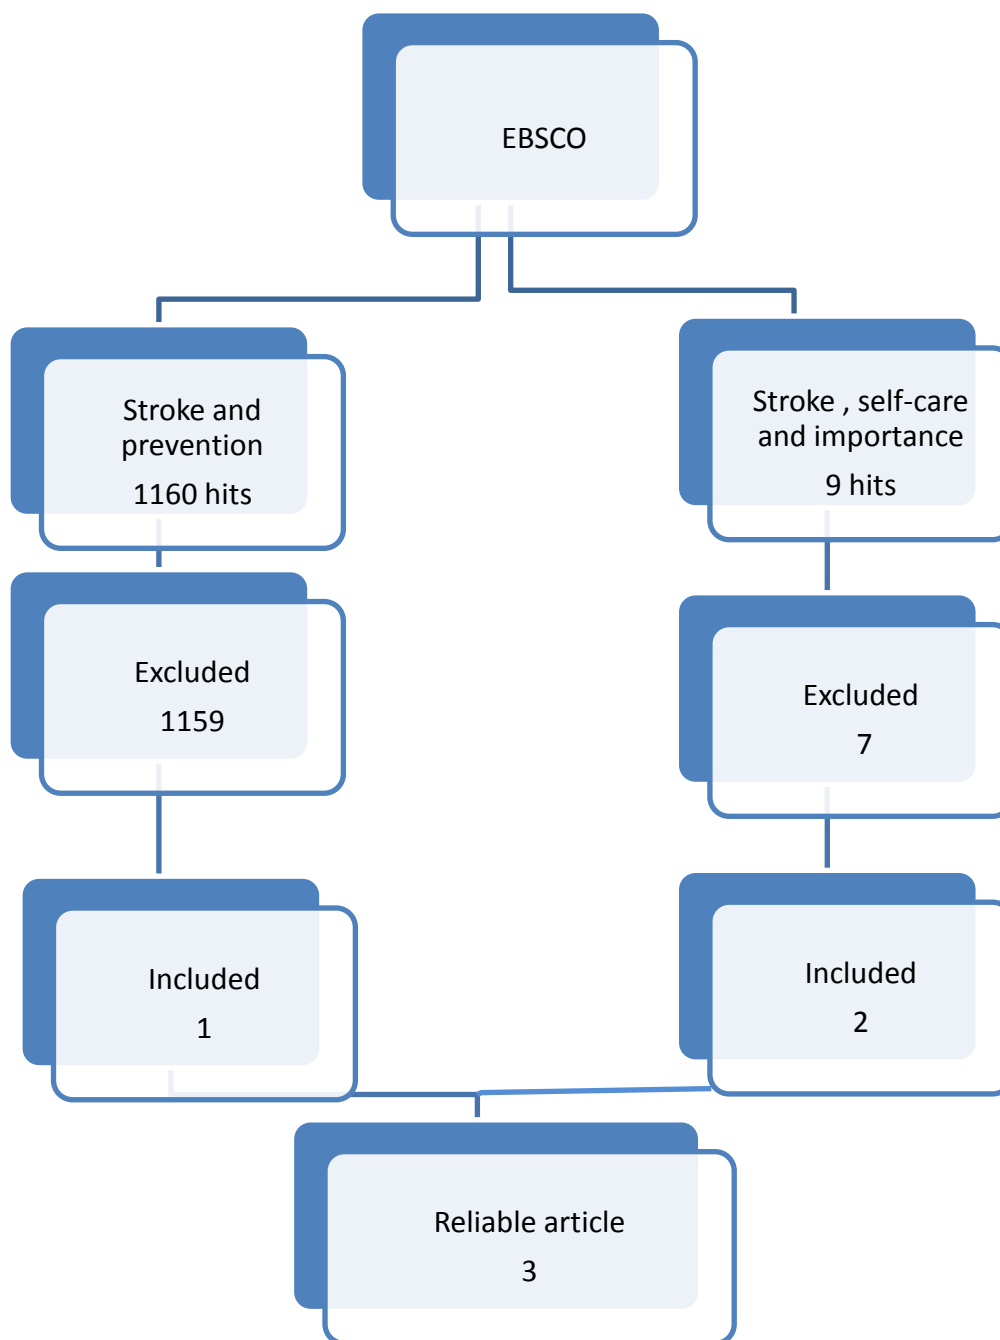 EBSCO
Stroke and
prevention
1160 hits
Stroke , self-care
and importance
9 hits
Excluded
1159
Excluded
7
Included
1
Included
2
Reliable article
3